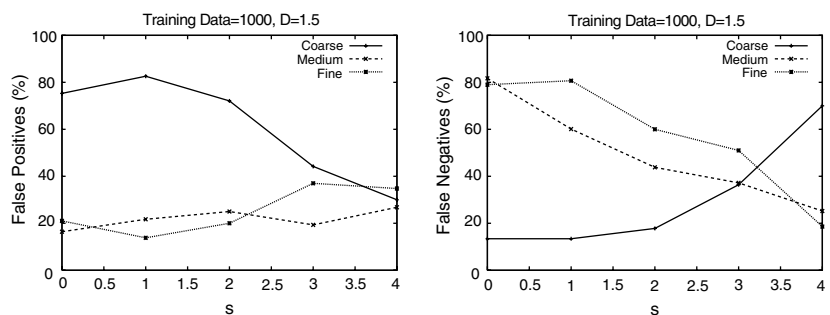 Training Data=1000, D=1.5
100
80
60
40
20
0
False Positives (%)
Coarse
Medium
Fine
0 0.5 1 1.5 2 2.5 3 3.5 4
s
Training Data=1000, D=1.5
100
80
60
40
20
0
False Negatives (%)
Coarse
Medium
Fine
0 0.5 1 1.5 2 2.5 3 3.5 4
s